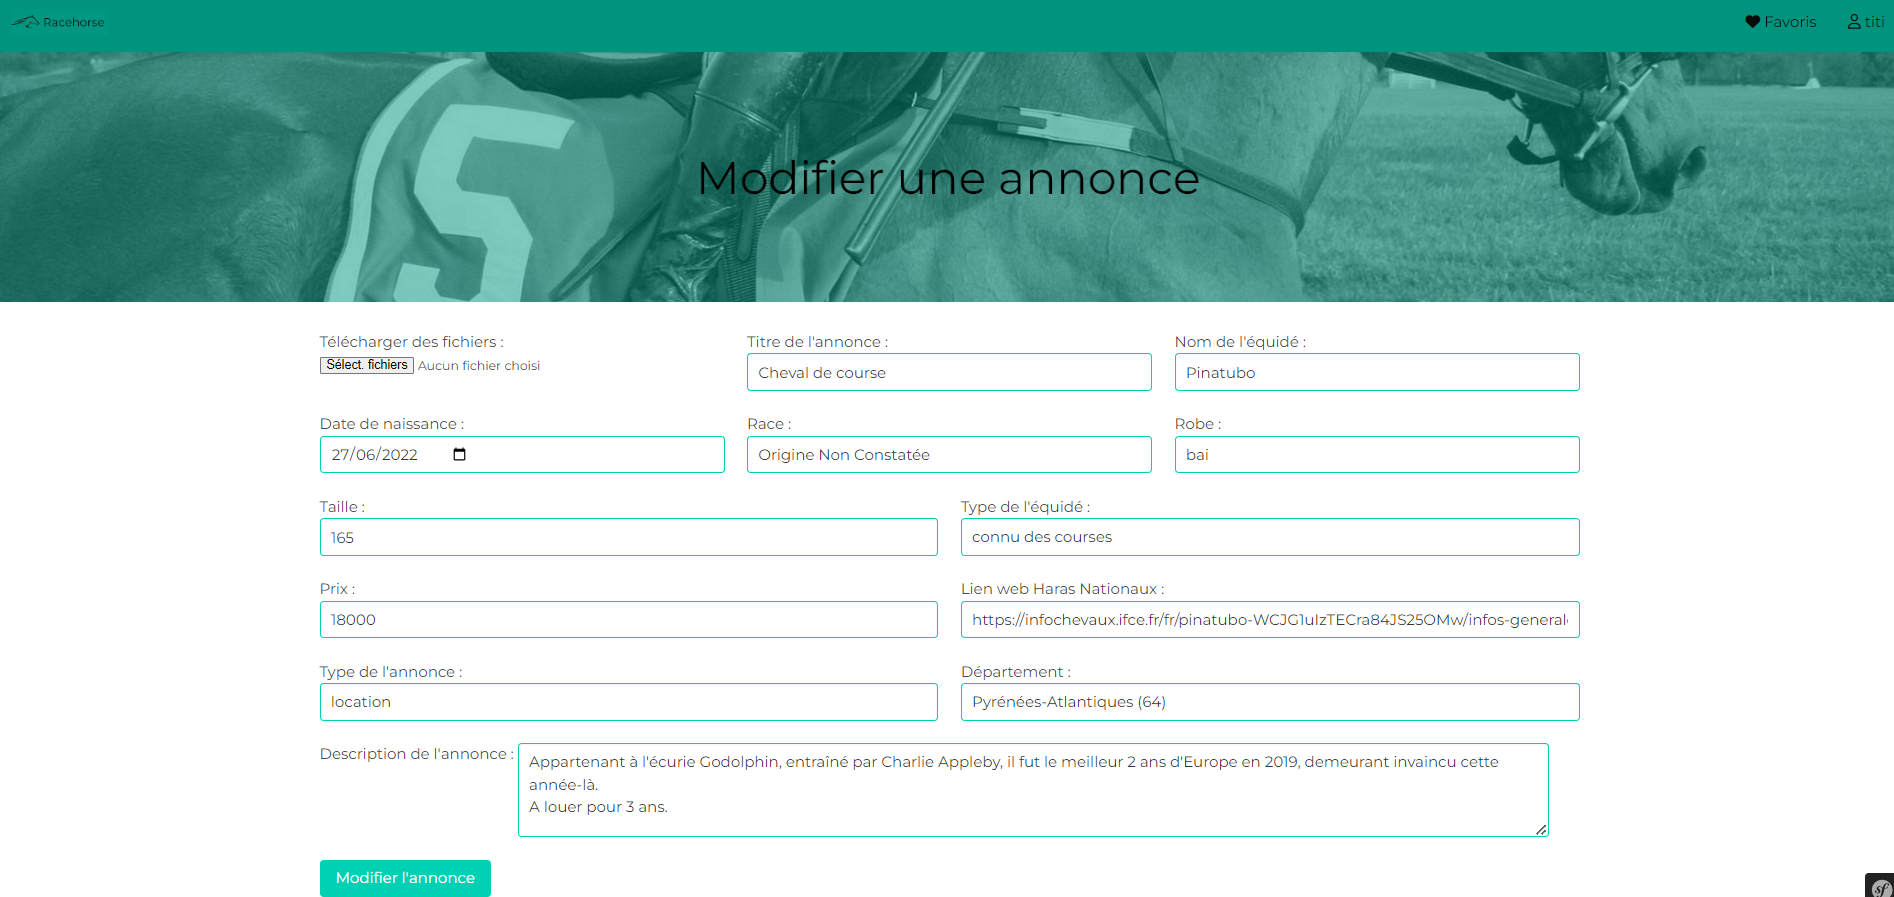 Racehorse
Favoris
titi
5
Modifier une annonce
Télécharger des fichiers :
Sélect. fichiers Aucun fichier choisi
Titre de l'annonce :
Cheval de course
Nom de l'équidé :
Pinatubo
Date de naissance :
27/06/2022
Race :
Origine Non Constatée
Robe :
bai
Taille :
165
Type de l'équidé :
connu des courses
Prix :
18000
Lien web Haras Nationaux :
https://infochevaux.ifce.fr/fr/pinatubo-WCJG1uIzTECra84JS25OMw/infos-general
Type de l'annonce :
location
Département :
Pyrénées-Atlantiques (64)
Description de l'annonce :
Appartenant à l'écurie Godolphin, entraîné par Charlie Appleby, il fut le meilleur 2 ans d'Europe en 2019, demeurant invaincu cette
année-là.
A louer pour 3 ans.
Modifier l'annonce
sf